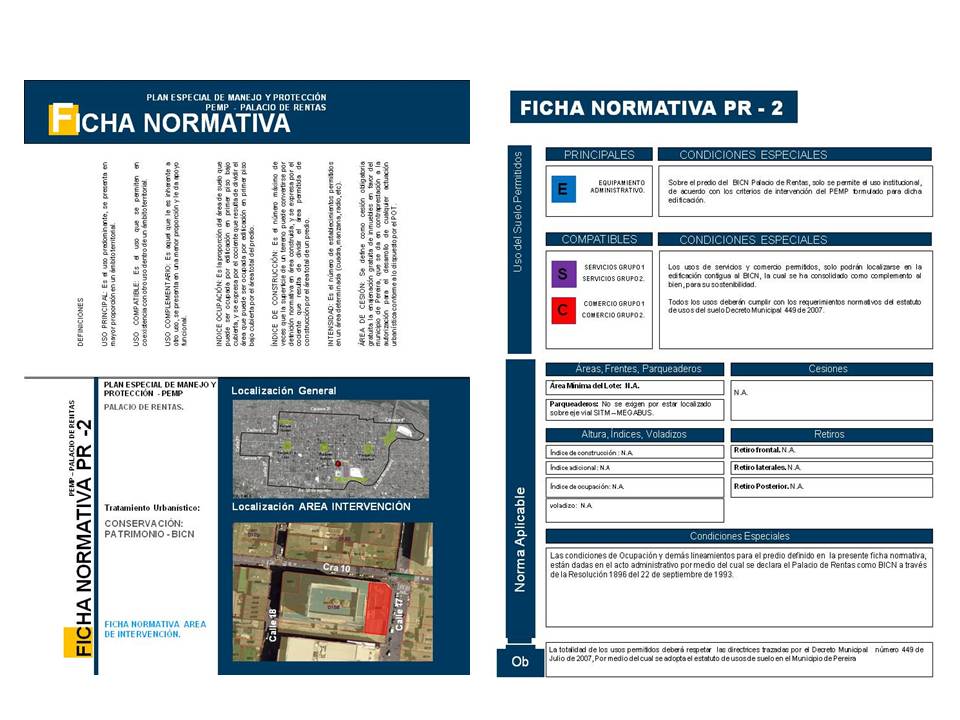 PLAN ESPECIAL DE MANEJO Y PROTECCIÓN
PEMP - PALACIO DE RENTAS
FICHA NORMATIVA
DEFINICIONES
USO PRINCIPAL: Es el uso predominante, se presenta en
mayor proporción en un ámbito territorial.
USO COMPATIBLE: Es el uso que se permiten en
coexistencia con otro uso dentro de un ámbito territorial.
USO COMPLEMENTARIO: Es aquel que le es inherente a
otro uso, se presenta en una menor proporción y le da apoyo
funcional.
INDICE OCUPACIÓN: Es la proporción del área de suelo que
puede ser ocupada por edificación en primer piso bajo
cubierta, y se expresa por el cociente que resulta de dividir el
área que puede ser ocupada por edificación en primer piso
bajo cubierta por el área total del predio.
ÍNDICE DE CONSTRUCCIÓN: Es el número máximo de
veces que la superficie de un terreno puede convertirse por
definición normativa en área construida, y se expresa por el
cociente que resulta de dividir el área permitida de
construcción por el área total de un predio.
INTENSIDAD: Es el número de establecimientos permitidos
en un área determinada (cuadra, manzana, radio, etc).
ÁREA DE CESIÓN: Se define como cesión obligatoria
gratuita la enajenación gratuita de inmuebles en favor del
municipio de Pereira, que se da en contraprestación a la
autorización para el desarrollo de cualquier actuación
urbanística conforme a lo dispuesto por el POT.
PEMP - PALACIO DE RENTAS
FICHA NORMATIVA PR -2
PLAN ESPECIAL DE MANEJO Y
PROTECCIÓN - PEMP
PALACIO DE RENTAS.
Tratamiento Urbanístico:
CONSERVACIÓN:
PATRIMONIO - BICN
FICHA NORMATIVA AREA
DE INTERVENCIÓN.
Localización General
Localización AREA INTERVENCIÓN
Cra 10
Calle 18
Calle 17
FICHA NORMATIVA PR - 2
Uso del Suelo Permitidos
PRINCIPALES
CONDICIONES ESPECIALES
E
EQUIPAMIENTO
ADMINISTRATIVO.
Sobre el predio del BICN Palacio de Rentas, solo se permite el uso institucional,
de acuerdo con los criterios de intervención del PEMP formulado para dicha
edificación.
COMPATIBLES
CONDICIONES ESPECIALES
S
SERVICIOS GRUPO 1
SERVICIOS GRUPO 2.
C
COMERCIO GRUPO 1
COMERCIO GRUPO 2.
Los usos de servicios y comercio permitidos, solo podrán localizarse en la
edificación contigua al BICN, la cual se ha consolidado como complemento al
bien, para su sostenibilidad.
Todos los usos deberán cumplir con los requerimientos normativos del estatuto
de usos del suelo Decreto Municipal 449 de 2007.
Norma Aplicable
Áreas, Frentes, Parqueaderos
Área Mínima del Lote: N.A.
Parqueaderos: No se exigen por estar localizado
sobre eje vial SITM – MEGABUS.
Cesiones
N.A.
Altura, Índices, Voladizos
Índice de construcción : N.A.
Índice adicional : N.A
Índice de ocupación: N.A.
voladizo: N.A.
Retiros
Retiro frontal. N.A.
Retiro laterales. N.A.
Retiro Posterior. N.A.
Condiciones Especiales
Las condiciones de Ocupación y demás lineamientos para el predio definido en la presente ficha normativa,
están dadas en el acto administrativo por medio del cual se declara el Palacio de Rentas como BICN a través
de la Resolución 1896 del 22 de septiembre de 1993.
Ob
La totalidad de los usos permitidos deberá respetar las directrices trazadas por el Decreto Municipal número 449 de
Julio de 2007, Por medio del cual se adopta el estatuto de usos de suelo en el Municipio de Pereira